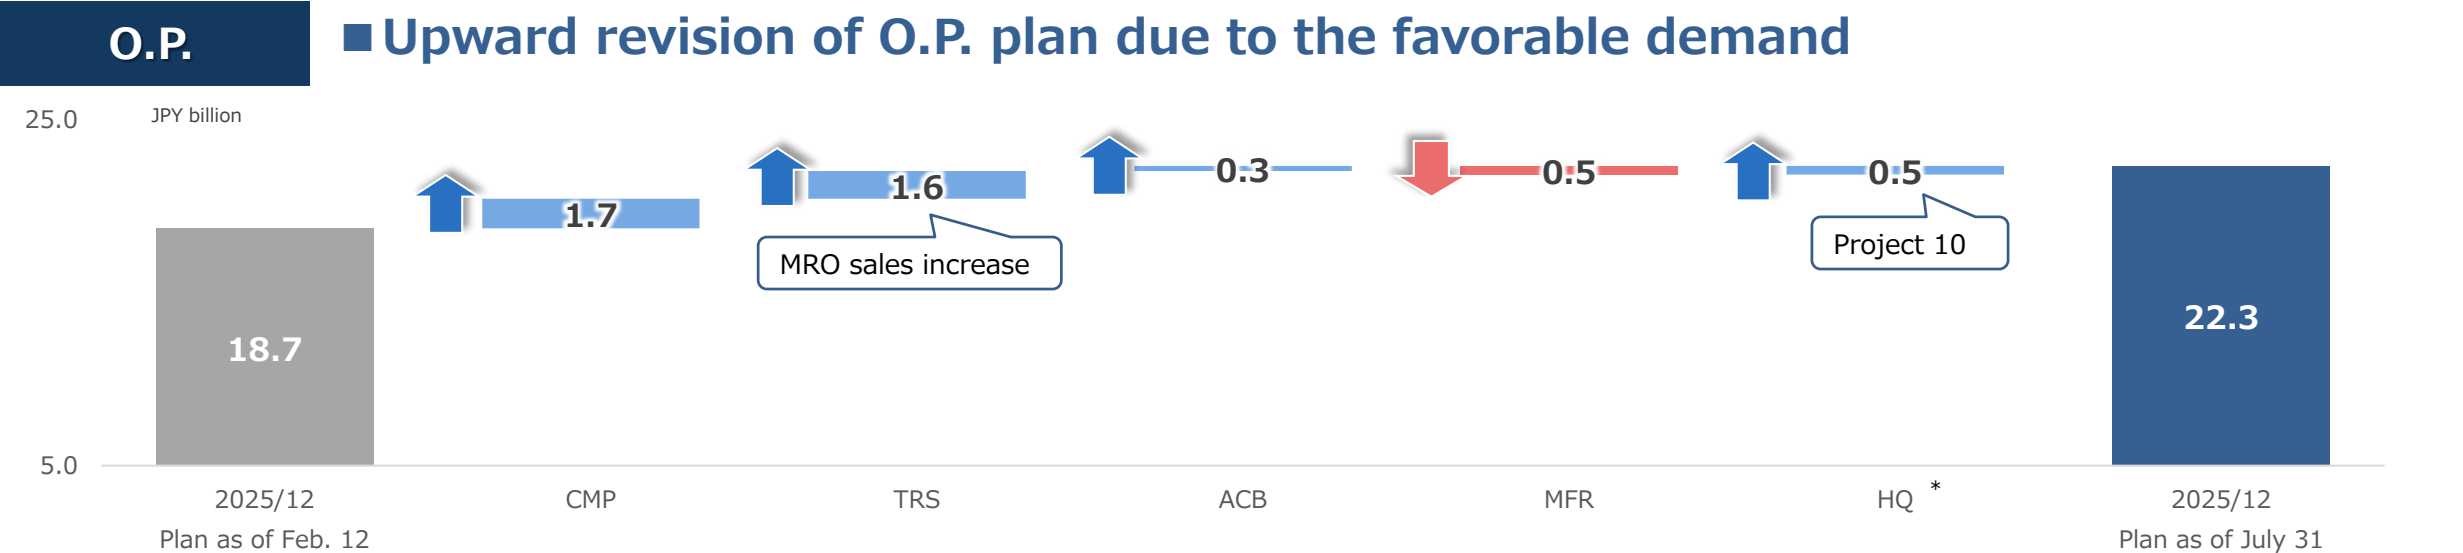 O.P.
■Upward revision of O.P. plan due to the favorable demand
25.0
JPY billion
1.7
1.6
0.3
0.5
0.5
MRO sales increase
Project 10
18.7
22.3
5.0
2025/12
Plan as of Feb. 12
CMP
TRS
ACB
MFR
HQ *
2025/12
Plan as of July 31